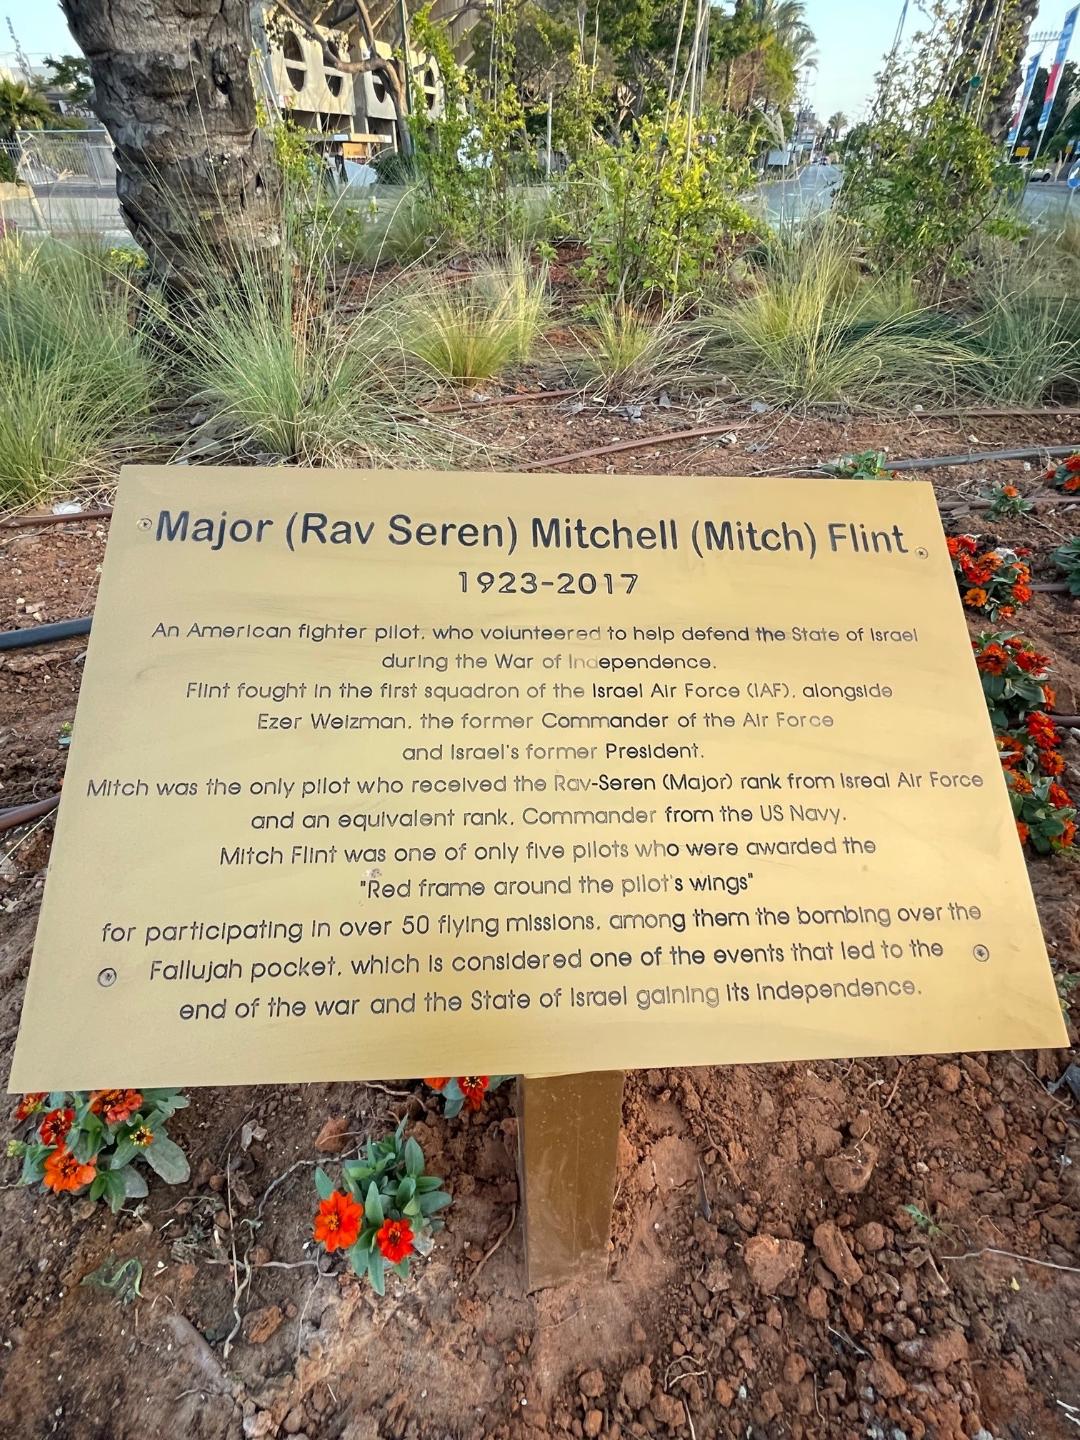 Major (Rav Seren) Mitchell (Mitch) Flint
1923-2017
An American fighter pilot, who volunteered to help defend the State of Israel
during the War of Independence.
Flint fought in the first squadron of the Israel Air Force (IAF), alongside
Ezer Weizman, the former Commander of the Air Force
and Israel's former President.
Mitch was the only pilot who received the Rav-Seren (Major) rank from Isreal Air Force
and an equivalent rank, Commander from the US Navy.
Mitch Flint was one of only five pilots who were awarded the
"Red frame around the pilot's wings"
for participating in over 50 flying missions, among them the bombing over the
Fallujah pocket, which is considered one of the events that led to the
end of the war and the State of Israel gaining its independence.